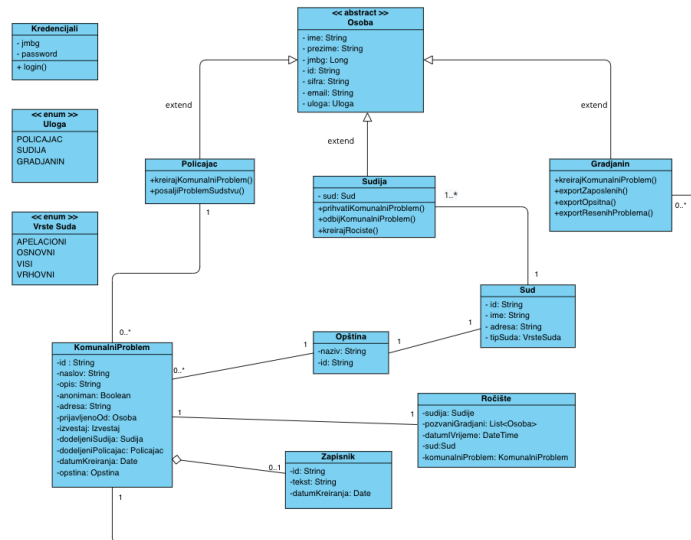 Kredencijali
- jmbg
- password
+ login()
<< enum >>
Uloga
POLICAJAC
SUDIJA
GRADJANIN
<< enum >>
Vrste Suda
APELACIONI
OSNOVNI
VISI
VRHOVNI
<< abstract >>
Osoba
- ime: String
- prezime: String
- jmbg: Long
- id: String
- sifra: String
- email: String
- uloga: Uloga
extend
extend
extend
Policajac
+kreirajKomunalniProblem()
+posaljiProblemSudstvu()
1
Sudija
- sud: Sud
+prihvatiKomunalniProblem()
+odbijKomunalniProblem()
+kreirajRociste()
1..*
Gradjanin
+kreirajKomunalniProblem()
+exportZaposlenih()
+exportOpsitna()
+exportResenihProblema()
0..*
1
Sud
- id: String
- ime: String
- adresa: String
- tipSuda: VrsteSuda
1
Opština
-naziv: String
-id: String
1
1
0..*
0..*
KomunalniProblem
-id : String
-naslov: String
-opis: String
-anoniman: Boolean
-adresa: String
-prijavljenoOd: Osoba
-izvestaj: Izvestaj
-dodeljeniSudija: Sudija
-dodeljeniPolicajac: Policajac
-datumKreiranja: Date
-opstina: Opstina
1
1
1
Ročište
-sudija: Sudije
-pozvaniGradjani: List<Osoba>
-datumIVrijeme: DateTime
-sud:Sud
-komunalniProblem: KomunalniProblem
0..1
Zapisnik
-id: String
-tekst: String
-datumKreiranja: Date